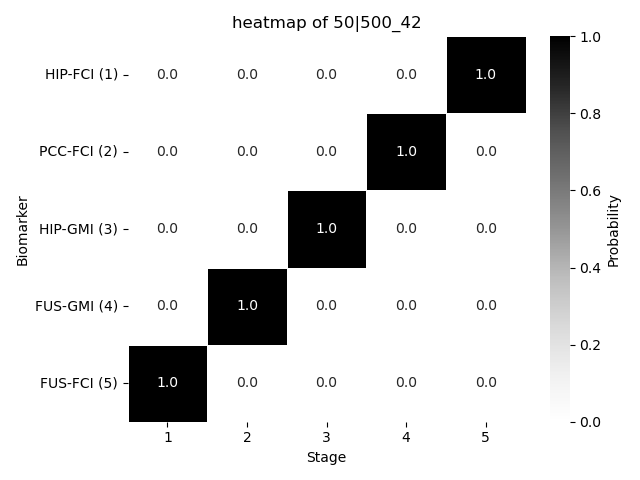 heatmap of 50|500_42
HIP-FCI (1) 0.0 0.0 0.0 0.0 1.0
PCC-FCI (2) 0.0 0.0 0.0 1.0 0.0
HIP-GMI (3) 0.0 0.0 1.0 0.0 0.0
FUS-GMI (4) 0.0 1.0 0.0 0.0 0.0
FUS-FCI (5) 1.0 0.0 0.0 0.0 0.0
1 2 3 4 5
Stage
Biomarker
1.0
0.8
0.6
0.4
0.2
0.0
Probability